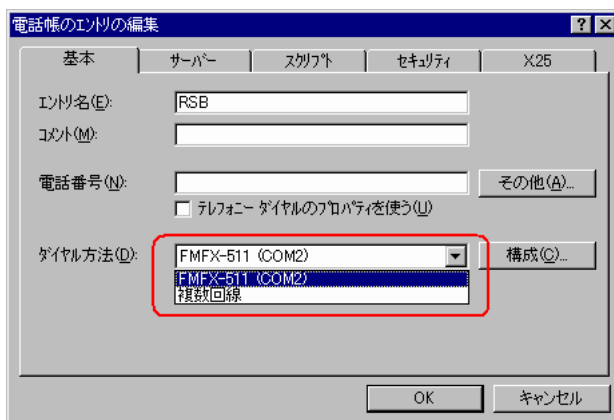 電話帳のエントリの編集
基本 サーバー スクリプト セキュリティ X.25
エントリ名(E): RSB
コメント(M):
電話番号(N): その他(A)...
テレフォニー ダイヤルのプロパティを使う(U)
ダイヤル方法(D): FMFX-511 (COM2) 構成(C)...
FMFX-511 (COM2)
複数回線
OK キャンセル